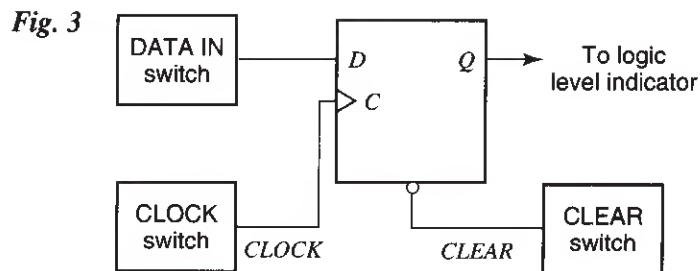 Fig. 3
DATA IN
switch
D
Q
To logic
level indicator
C
CLOCK
switch
CLOCK
CLEAR
CLEAR
switch